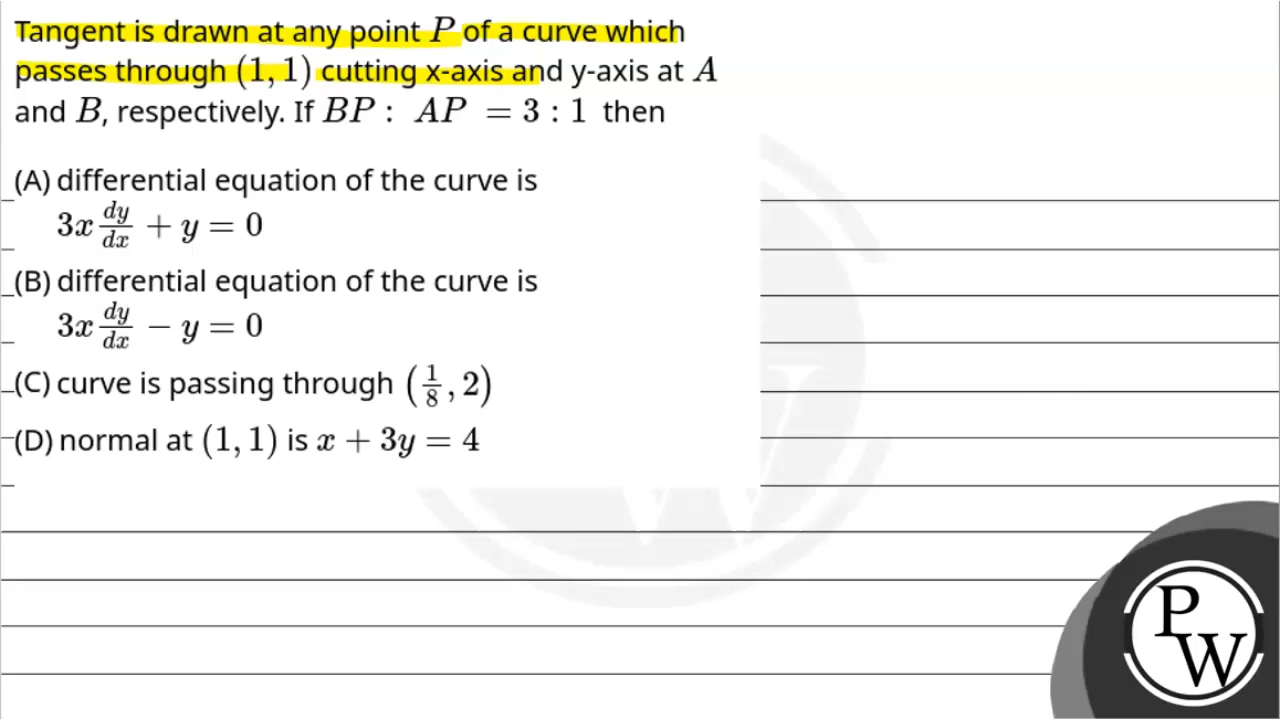 Tangent is drawn at any point P of a curve which
passes through (1, 1) cutting x-axis and y-axis at A
and B, respectively. If BP : AP = 3 : 1 then
(A) differential equation of the curve is
3x dy/dx + y = 0
(B) differential equation of the curve is
3x dy/dx − y = 0
(C) curve is passing through (1/8, 2)
(D) normal at (1, 1) is x + 3y = 4
PW